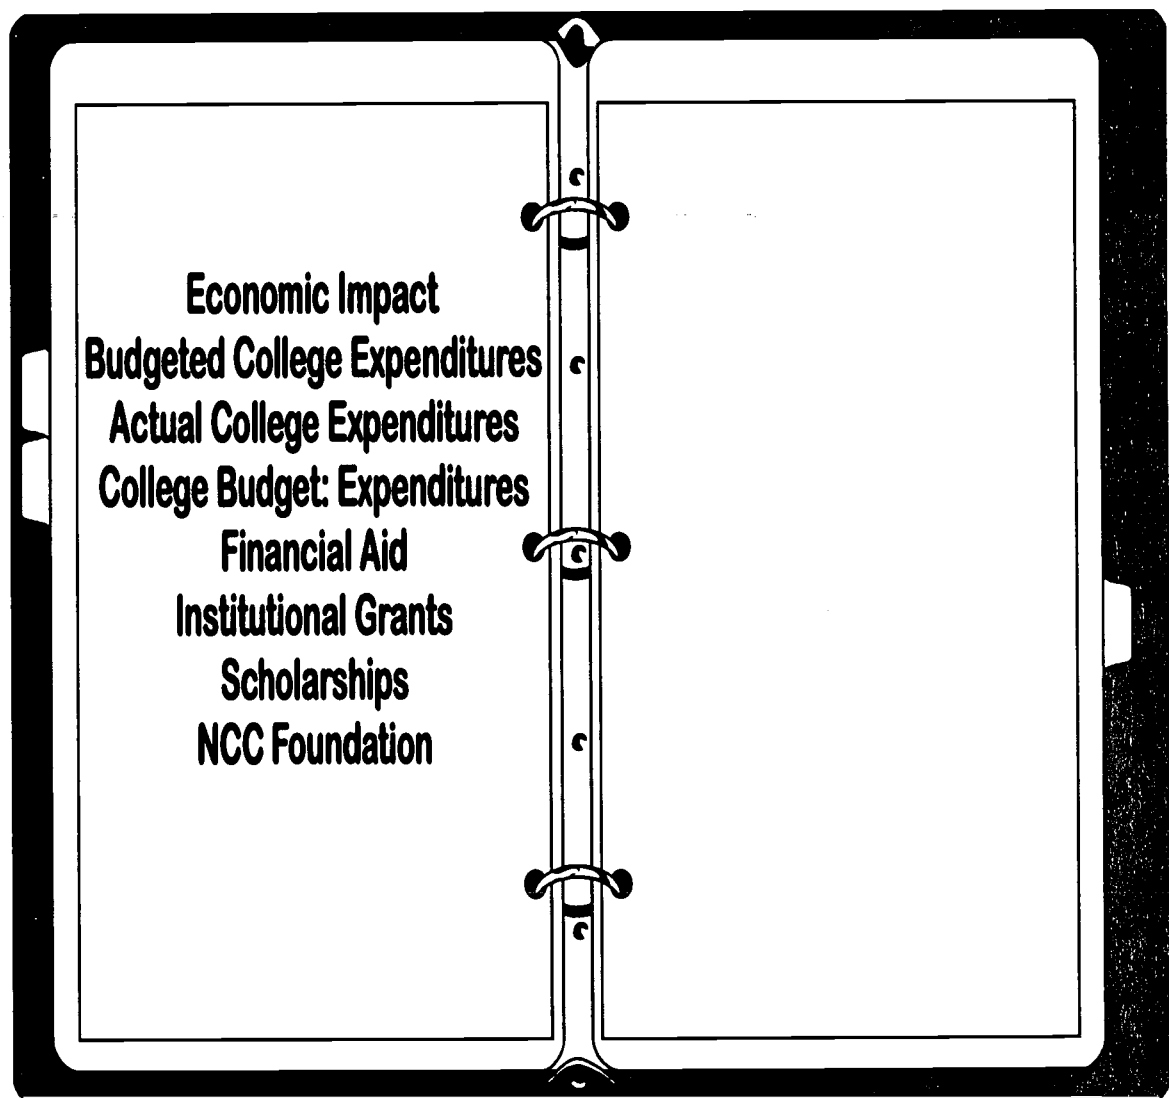 Economic Impact
Budgeted College Expenditures
Actual College Expenditures
College Budget: Expenditures
Financial Aid
Institutional Grants
Scholarships
NCC Foundation